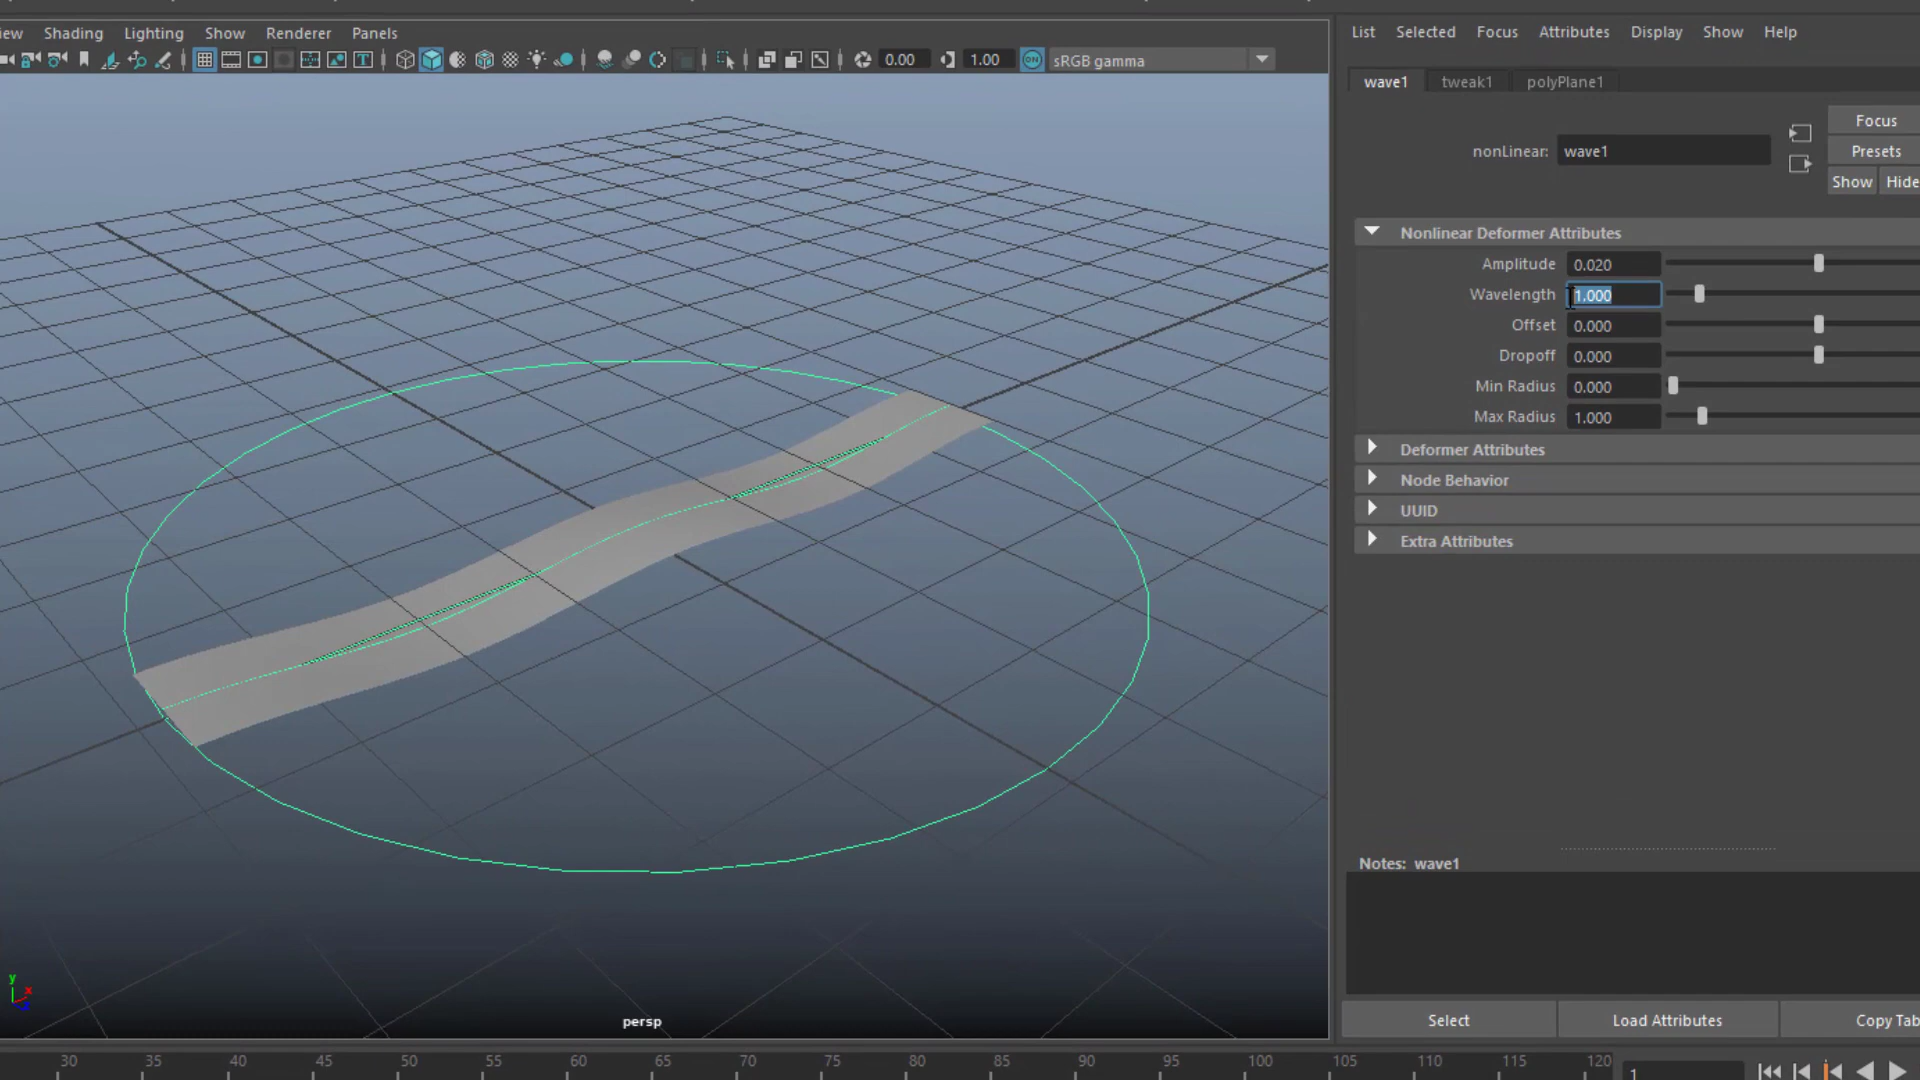 ew Shading Lighting Show Renderer Panels
0.00 1.00 ON sRGB gamma
List Selected Focus Attributes Display Show Help
wave1 tweak1 polyPlane1
Focus
nonLinear: wave1 Presets
Show Hide
Nonlinear Deformer Attributes
Amplitude 0.020
Wavelength 1.000
Offset 0.000
Dropoff 0.000
Min Radius 0.000
Max Radius 1.000
Deformer Attributes
Node Behavior
UUID
Extra Attributes
Notes: wave1
y
x
persp
Select Load Attributes Copy Tab
30 35 40 45 50 55 60 65 70 75 80 85 90 95 100 105 110 115 120
1